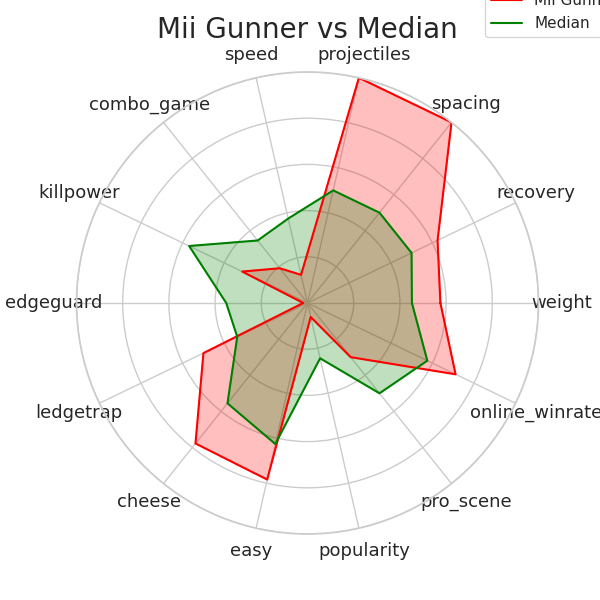 Mii Gunner vs Median
Median
speed
projectiles
combo_game
spacing
killpower
recovery
edgeguard
weight
ledgetrap
online_winrate
cheese
pro_scene
easy
popularity